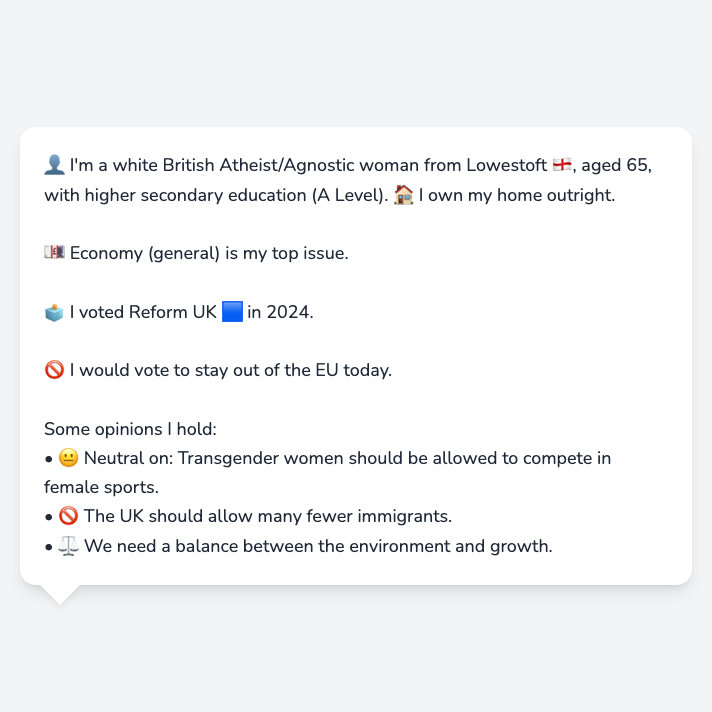 👤 I'm a white British Atheist/Agnostic woman from Lowestoft 🏴󠁧󠁢󠁥󠁮󠁧󠁿, aged 65,
with higher secondary education (A Level). 🏠 I own my home outright.
💷 Economy (general) is my top issue.
🗳️ I voted Reform UK 🟦 in 2024.
🚫 I would vote to stay out of the EU today.
Some opinions I hold:
• 😐 Neutral on: Transgender women should be allowed to compete in
female sports.
• 🚫 The UK should allow many fewer immigrants.
• ⚖️ We need a balance between the environment and growth.